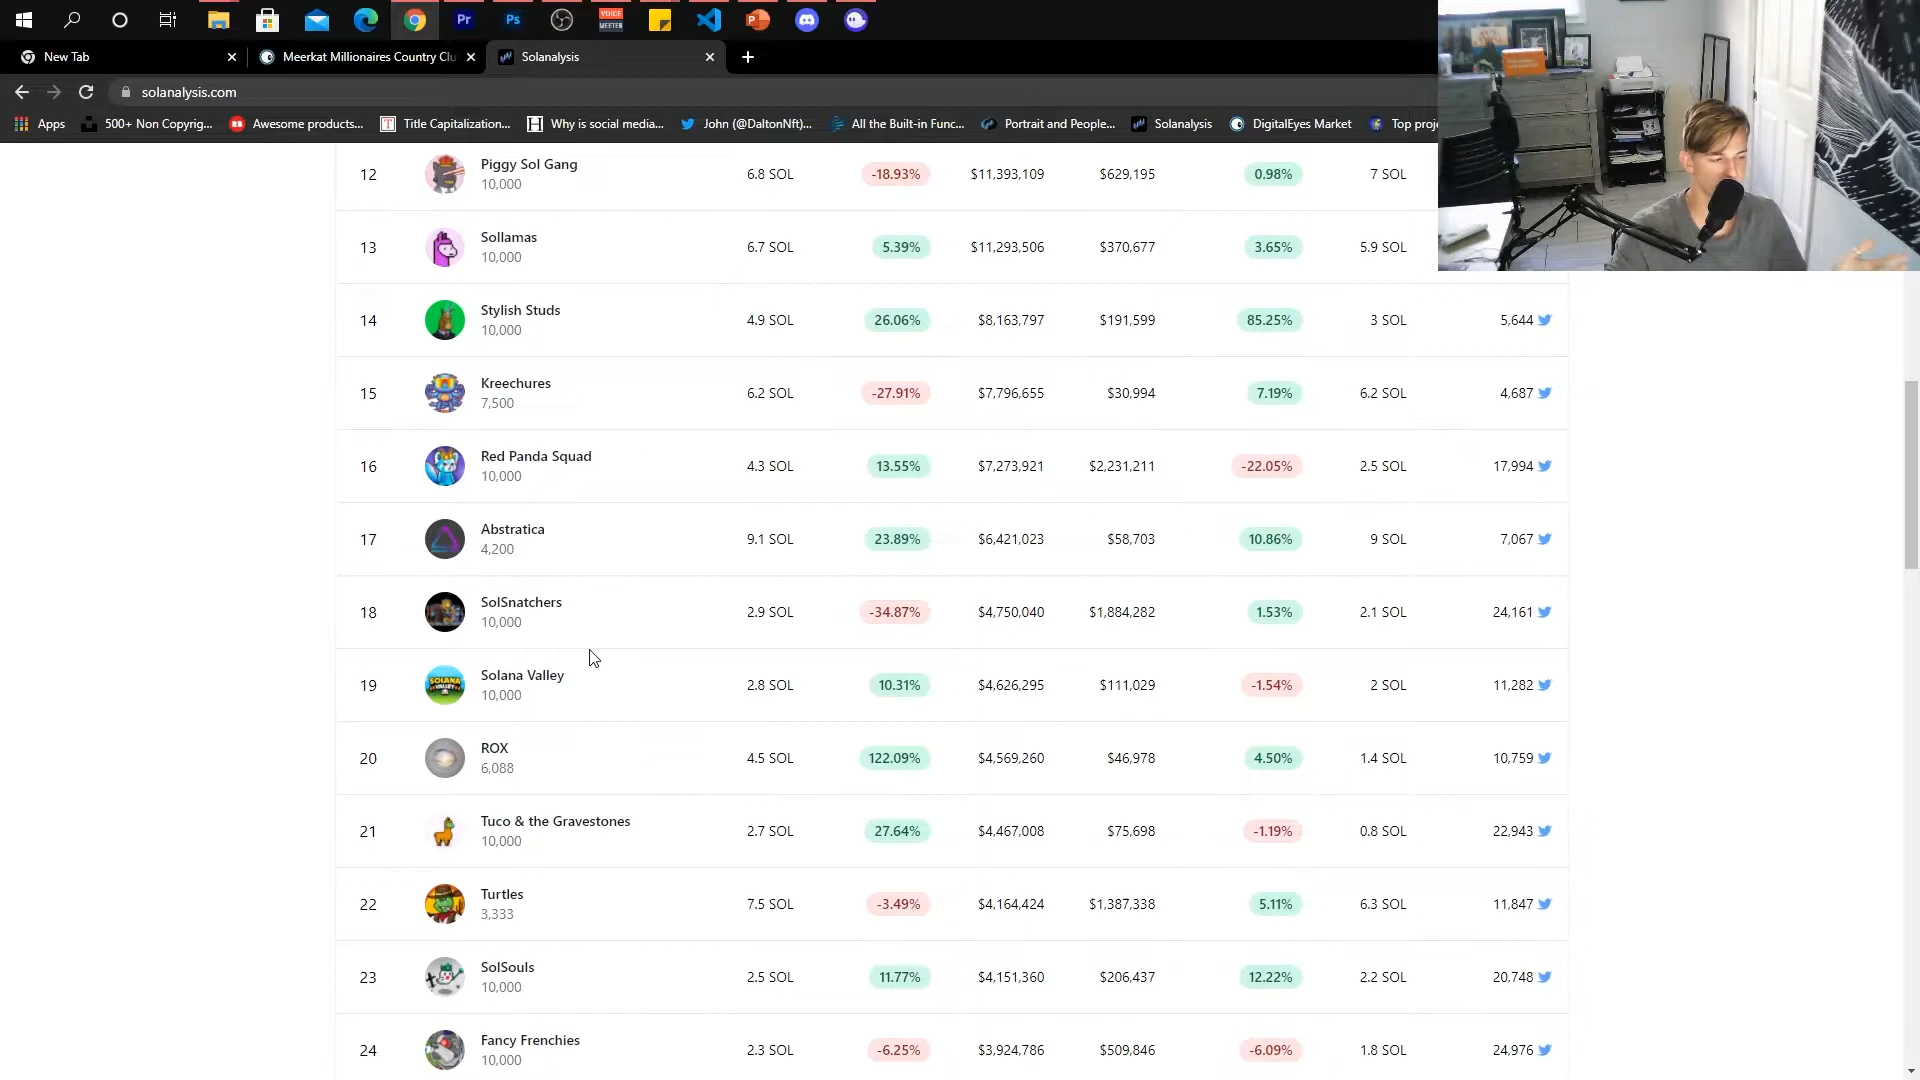 Pr
Ps
VOICE
MEETER
New Tab
Meerkat Millionaires Country Clu
Solanalysis
solanalysis.com
Apps
500+ Non Copyrig...
Awesome products...
Title Capitalization...
Why is social media...
John (@DaltonNft)...
All the Built-in Func...
Portrait and People...
Solanalysis
DigitalEyes Market
Top proj
12 Piggy Sol Gang 6.8 SOL -18.93% $11,393,109 $629,195 0.98% 7 SOL
10,000
13 Sollamas 6.7 SOL 5.39% $11,293,506 $370,677 3.65% 5.9 SOL
10,000
14 Stylish Studs 4.9 SOL 26.06% $8,163,797 $191,599 85.25% 3 SOL 5,644
10,000
15 Kreechures 6.2 SOL -27.91% $7,796,655 $30,994 7.19% 6.2 SOL 4,687
7,500
16 Red Panda Squad 4.3 SOL 13.55% $7,273,921 $2,231,211 -22.05% 2.5 SOL 17,994
10,000
17 Abstratica 9.1 SOL 23.89% $6,421,023 $58,703 10.86% 9 SOL 7,067
4,200
18 SolSnatchers 2.9 SOL -34.87% $4,750,040 $1,884,282 1.53% 2.1 SOL 24,161
10,000
19 Solana Valley 2.8 SOL 10.31% $4,626,295 $111,029 -1.54% 2 SOL 11,282
10,000
20 ROX 4.5 SOL 122.09% $4,569,260 $46,978 4.50% 1.4 SOL 10,759
6,088
21 Tuco & the Gravestones 2.7 SOL 27.64% $4,467,008 $75,698 -1.19% 0.8 SOL 22,943
10,000
22 Turtles 7.5 SOL -3.49% $4,164,424 $1,387,338 5.11% 6.3 SOL 11,847
3,333
23 SolSouls 2.5 SOL 11.77% $4,151,360 $206,437 12.22% 2.2 SOL 20,748
10,000
24 Fancy Frenchies 2.3 SOL -6.25% $3,924,786 $509,846 -6.09% 1.8 SOL 24,976
10,000